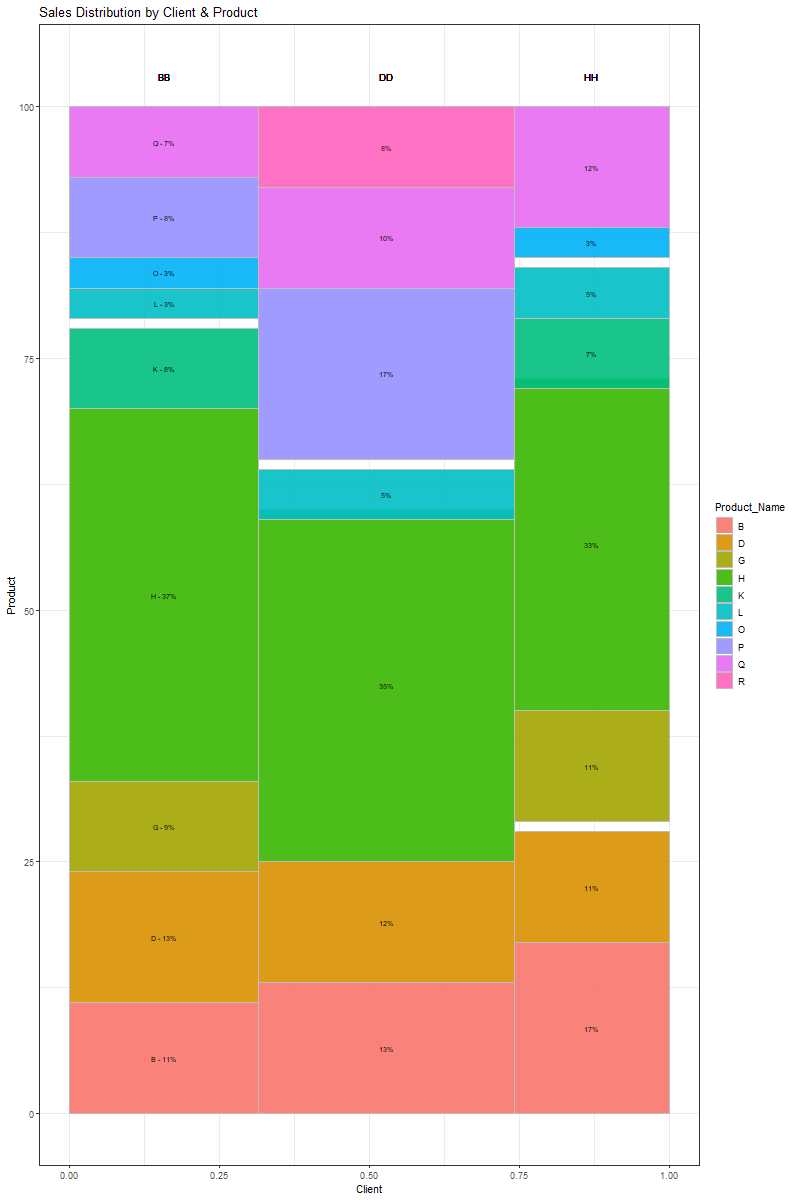 Sales Distribution by Client & Product
BB
DD
HH
100
75
50
25
0
Product
Q - 7%
P - 8%
O - 3%
L - 3%
K - 8%
H - 37%
G - 9%
D - 13%
B - 11%
8%
10%
17%
5%
35%
12%
13%
12%
3%
5%
7%
33%
11%
11%
17%
0.00
0.25
0.50
0.75
1.00
Client
Product_Name
B
D
G
H
K
L
O
P
Q
R